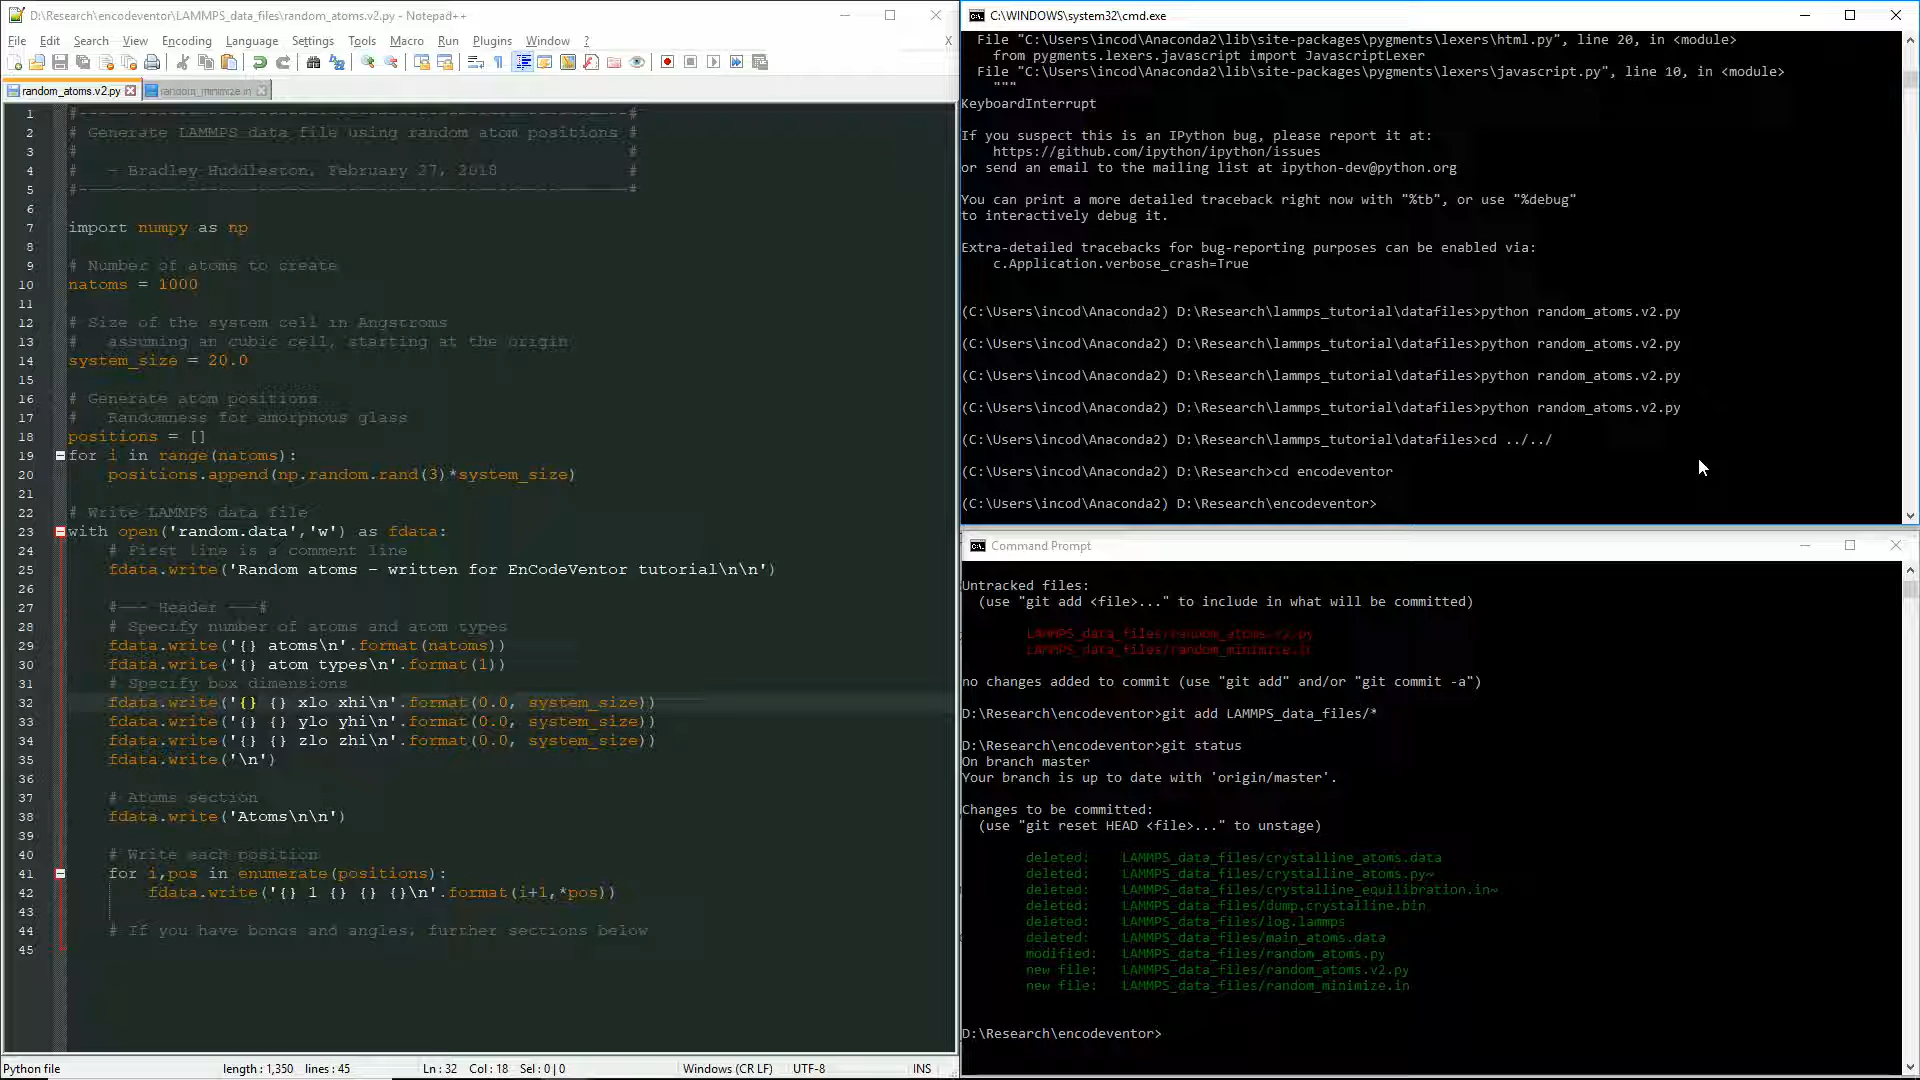 D:\Research\encodeventor\LAMMPS_data_files\random_atoms.v2.py - Notepad++
File Edit Search View Encoding Language Settings Tools Macro Run Plugins Window ? X
random_atoms.v2.py random_minimize.in
1 #---------------------------------------------------------#
2 # Generate LAMMPS data file using random atom positions #
3 # #
4 # - Bradley Huddleston, February 27, 2018 #
5 #---------------------------------------------------------#
6
7 import numpy as np
8
9 # Number of atoms to create
10 natoms = 1000
11
12 # Size of the system cell in Angstroms
13 # assuming an cubic cell, starting at the origin
14 system_size = 20.0
15
16 # Generate atom positions
17 # Randomness for amorphous glass
18 positions = []
19 for i in range(natoms):
20 positions.append(np.random.rand(3)*system_size)
21
22 # Write LAMMPS data file
23 with open('random.data','w') as fdata:
24 # First line is a comment line
25 fdata.write('Random atoms - written for EnCodeVentor tutorial\n\n')
26
27 #--- Header ---#
28 # Specify number of atoms and atom types
29 fdata.write('{} atoms\n'.format(natoms))
30 fdata.write('{} atom types\n'.format(1))
31 # Specify box dimensions
32 fdata.write('{} {} xlo xhi\n'.format(0.0, system_size))
33 fdata.write('{} {} ylo yhi\n'.format(0.0, system_size))
34 fdata.write('{} {} zlo zhi\n'.format(0.0, system_size))
35 fdata.write('\n')
36
37 # Atoms section
38 fdata.write('Atoms\n\n')
39
40 # Write each position
41 for i,pos in enumerate(positions):
42 fdata.write('{} 1 {} {} {}\n'.format(i+1,*pos))
43
44 # If you have bonds and angles, further sections below
45
Python file length : 1,350 lines : 45 Ln : 32 Col : 18 Sel : 0 | 0 Windows (CR LF) UTF-8 INS
C:\WINDOWS\system32\cmd.exe
File "C:\Users\incod\Anaconda2\lib\site-packages\pygments\lexers\html.py", line 20, in <module>
from pygments.lexers.javascript import JavascriptLexer
File "C:\Users\incod\Anaconda2\lib\site-packages\pygments\lexers\javascript.py", line 10, in <module>
"""
KeyboardInterrupt
If you suspect this is an IPython bug, please report it at:
https://github.com/ipython/ipython/issues
or send an email to the mailing list at ipython-dev@python.org
You can print a more detailed traceback right now with "%tb", or use "%debug"
to interactively debug it.
Extra-detailed tracebacks for bug-reporting purposes can be enabled via:
c.Application.verbose_crash=True
(C:\Users\incod\Anaconda2) D:\Research\lammps_tutorial\datafiles>python random_atoms.v2.py
(C:\Users\incod\Anaconda2) D:\Research\lammps_tutorial\datafiles>python random_atoms.v2.py
(C:\Users\incod\Anaconda2) D:\Research\lammps_tutorial\datafiles>python random_atoms.v2.py
(C:\Users\incod\Anaconda2) D:\Research\lammps_tutorial\datafiles>python random_atoms.v2.py
(C:\Users\incod\Anaconda2) D:\Research\lammps_tutorial\datafiles>cd ../../
(C:\Users\incod\Anaconda2) D:\Research>cd encodeventor
(C:\Users\incod\Anaconda2) D:\Research\encodeventor>
Command Prompt
Untracked files:
(use "git add <file>..." to include in what will be committed)
LAMMPS_data_files/random_atoms.v2.py
LAMMPS_data_files/random_minimize.in
no changes added to commit (use "git add" and/or "git commit -a")
D:\Research\encodeventor>git add LAMMPS_data_files/*
D:\Research\encodeventor>git status
On branch master
Your branch is up to date with 'origin/master'.
Changes to be committed:
(use "git reset HEAD <file>..." to unstage)
deleted: LAMMPS_data_files/crystalline_atoms.data
deleted: LAMMPS_data_files/crystalline_atoms.py~
deleted: LAMMPS_data_files/crystalline_equilibration.in~
deleted: LAMMPS_data_files/dump.crystalline.bin
deleted: LAMMPS_data_files/log.lammps
deleted: LAMMPS_data_files/main_atoms.data
modified: LAMMPS_data_files/random_atoms.py
new file: LAMMPS_data_files/random_atoms.v2.py
new file: LAMMPS_data_files/random_minimize.in
D:\Research\encodeventor>